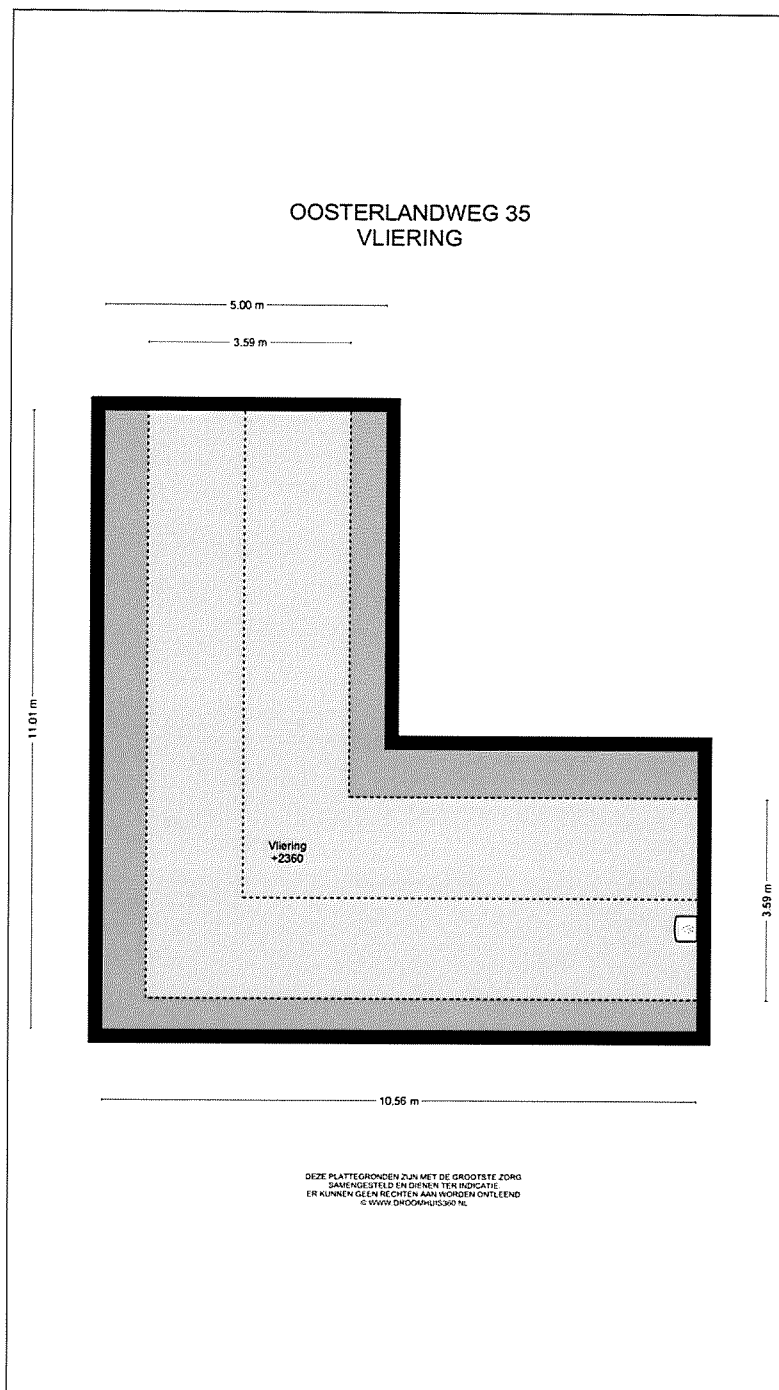 OOSTERLANDWEG 35
VLIERING
5.00 m
3.59 m
11.01 m
Vliering
+2360
3.59 m
10.56 m
DEZE PLATTEGRONDEN ZIJN MET DE GROOTSTE ZORG
SAMENGESTELD EN DIENEN TER INDICATIE.
ER KUNNEN GEEN RECHTEN AAN WORDEN ONTLEEND
© WWW.DROOMHUIS360.NL